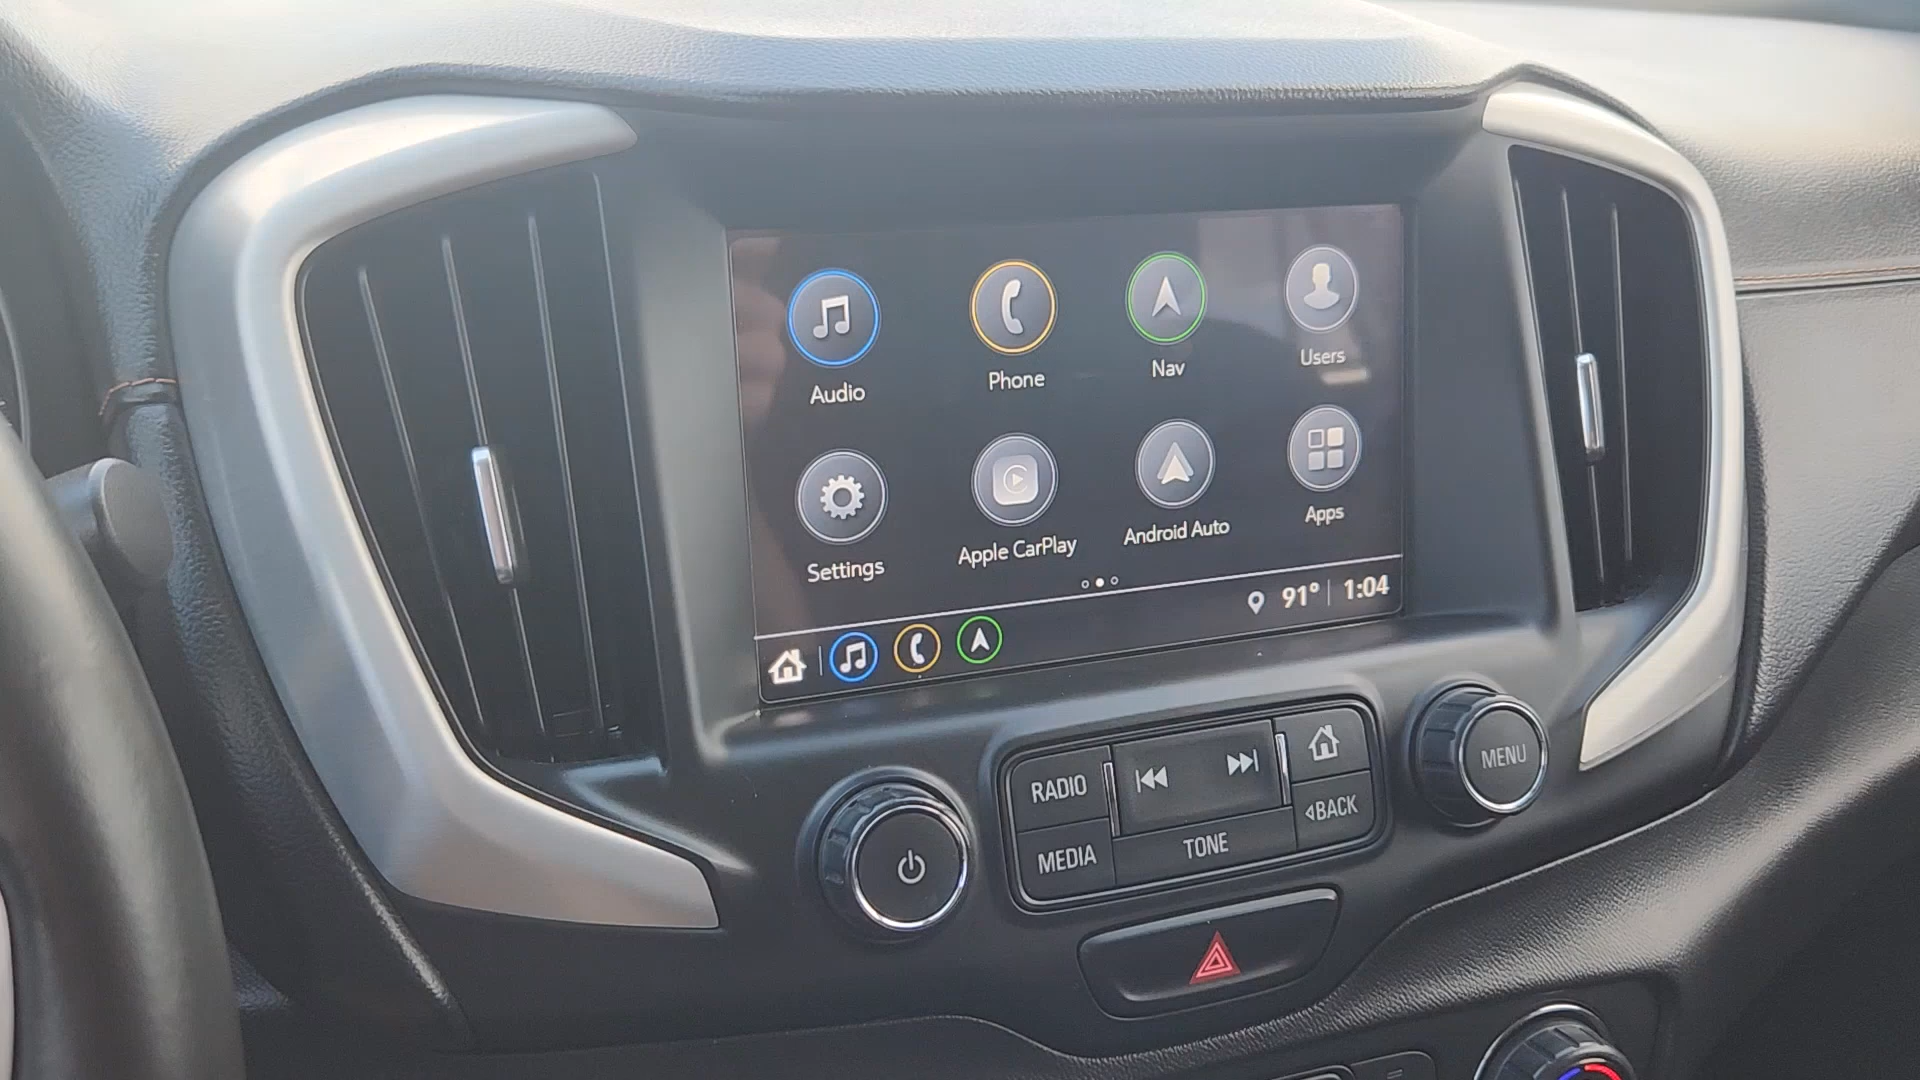 Audio
Phone
Nav
Users
Settings
Apple CarPlay
Android Auto
Apps
91° 1:04
RADIO
MEDIA
TONE
BACK
MENU